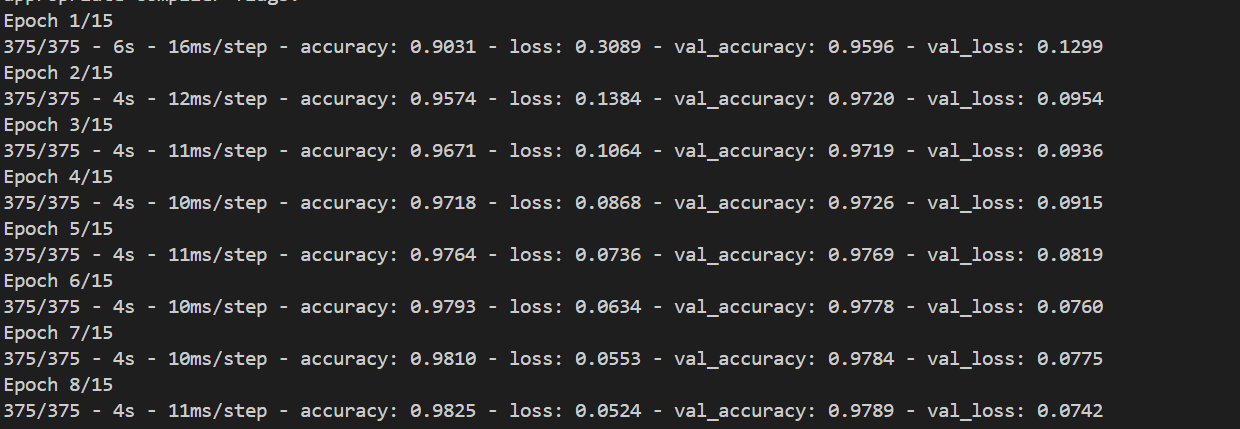 Epoch 1/15
375/375 - 6s - 16ms/step - accuracy: 0.9031 - loss: 0.3089 - val_accuracy: 0.9596 - val_loss: 0.1299
Epoch 2/15
375/375 - 4s - 12ms/step - accuracy: 0.9574 - loss: 0.1384 - val_accuracy: 0.9720 - val_loss: 0.0954
Epoch 3/15
375/375 - 4s - 11ms/step - accuracy: 0.9671 - loss: 0.1064 - val_accuracy: 0.9719 - val_loss: 0.0936
Epoch 4/15
375/375 - 4s - 10ms/step - accuracy: 0.9718 - loss: 0.0868 - val_accuracy: 0.9726 - val_loss: 0.0915
Epoch 5/15
375/375 - 4s - 11ms/step - accuracy: 0.9764 - loss: 0.0736 - val_accuracy: 0.9769 - val_loss: 0.0819
Epoch 6/15
375/375 - 4s - 10ms/step - accuracy: 0.9793 - loss: 0.0634 - val_accuracy: 0.9778 - val_loss: 0.0760
Epoch 7/15
375/375 - 4s - 10ms/step - accuracy: 0.9810 - loss: 0.0553 - val_accuracy: 0.9784 - val_loss: 0.0775
Epoch 8/15
375/375 - 4s - 11ms/step - accuracy: 0.9825 - loss: 0.0524 - val_accuracy: 0.9789 - val_loss: 0.0742